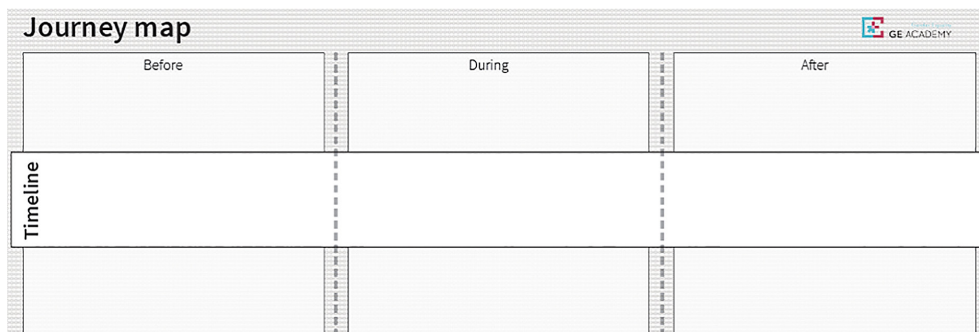 Journey map
GE ACADEMY
Before
During
After
Timeline